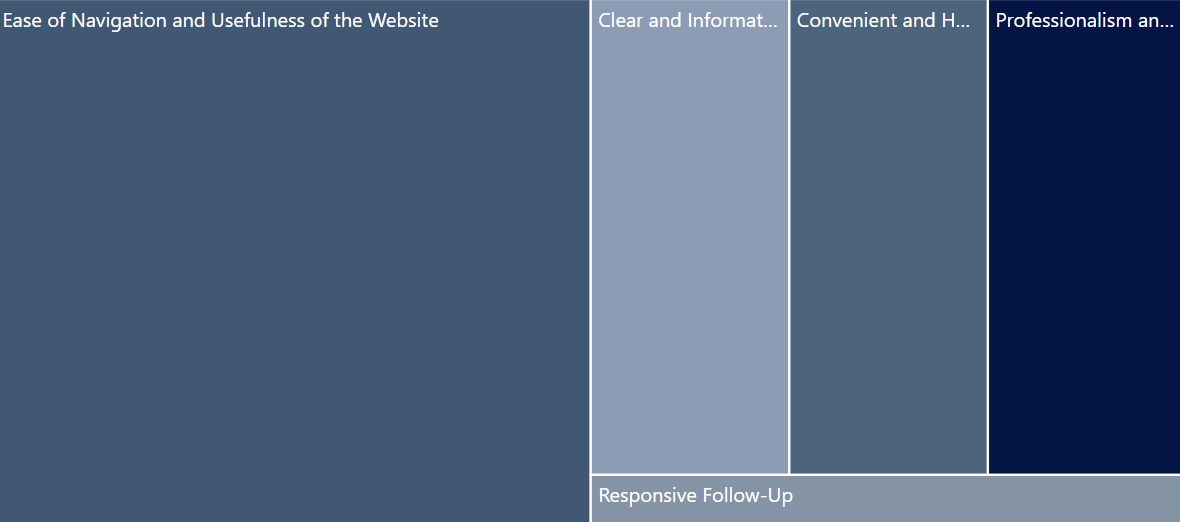 Ease of Navigation and Usefulness of the Website
Clear and Informat...
Convenient and H...
Professionalism an...
Responsive Follow-Up